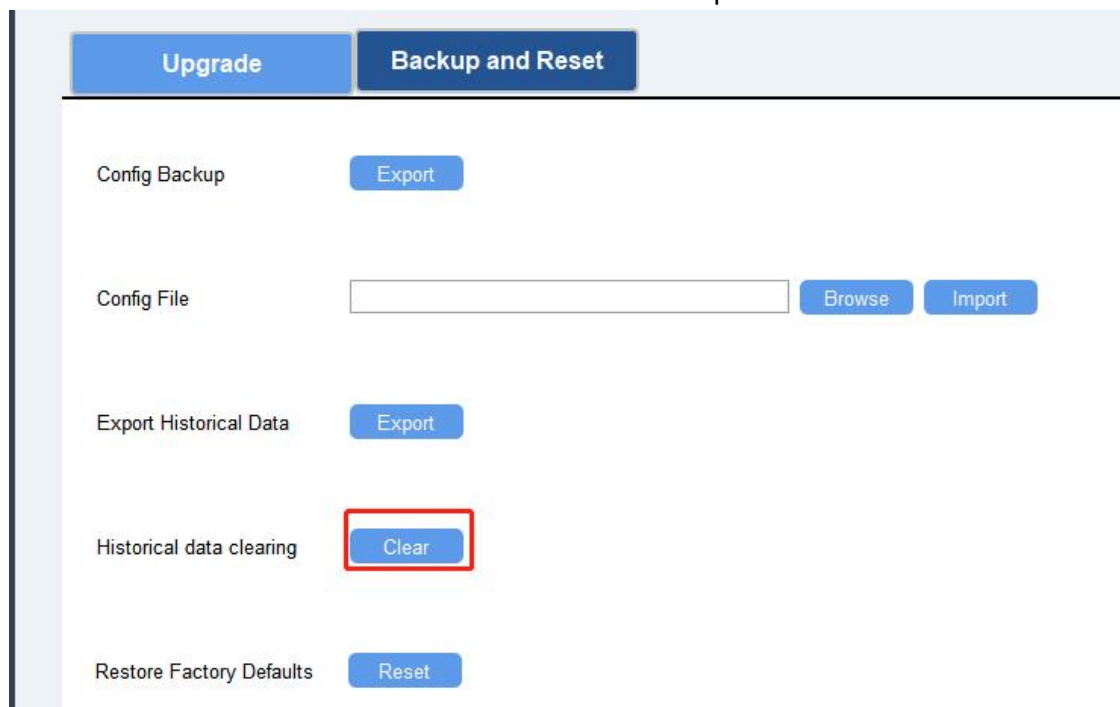 Upgrade Backup and Reset
Config Backup Export
Config File Browse Import
Export Historical Data Export
Historical data clearing Clear
Restore Factory Defaults Reset